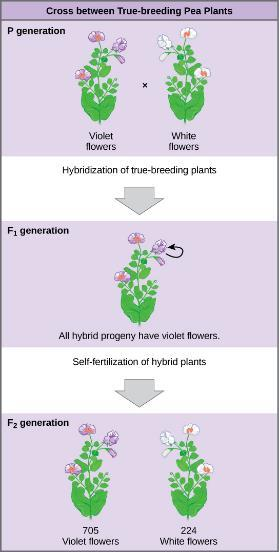 Cross between True-breeding Pea Plants
P generation
×
Violet
flowers
White
flowers
Hybridization of true-breeding plants
F1 generation
All hybrid progeny have violet flowers.
Self-fertilization of hybrid plants
F2 generation
705
Violet flowers
224
White flowers